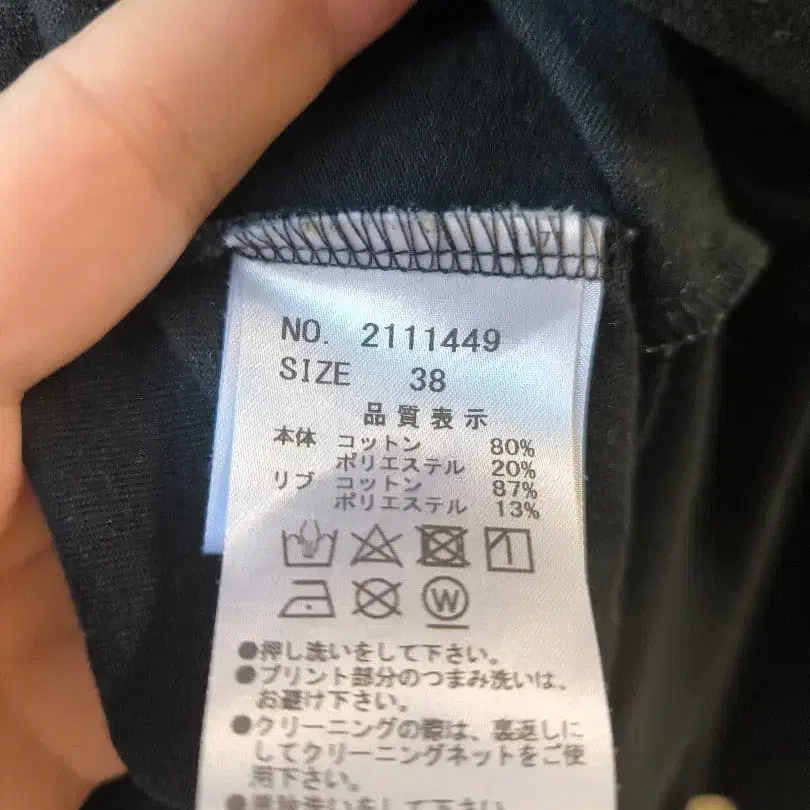 NO. 2111449
SIZE 38
品質表示
本体 コットン 80%
ポリエステル 20%
リブ コットン 87%
ポリエステル 13%
W
●押し洗いをして下さい。
●プリント部分のつまみ洗いは、
お避け下さい。
●クリーニングの際は、裏返しに
してクリーニングネットをご使
用下さい。